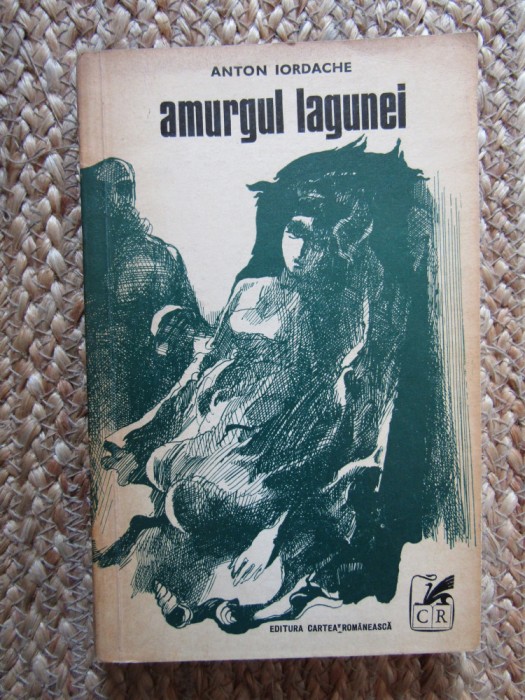 ANTON IORDACHE
amurgul lagunei
CR
EDITURA CARTEA ROMÂNEASCĂ